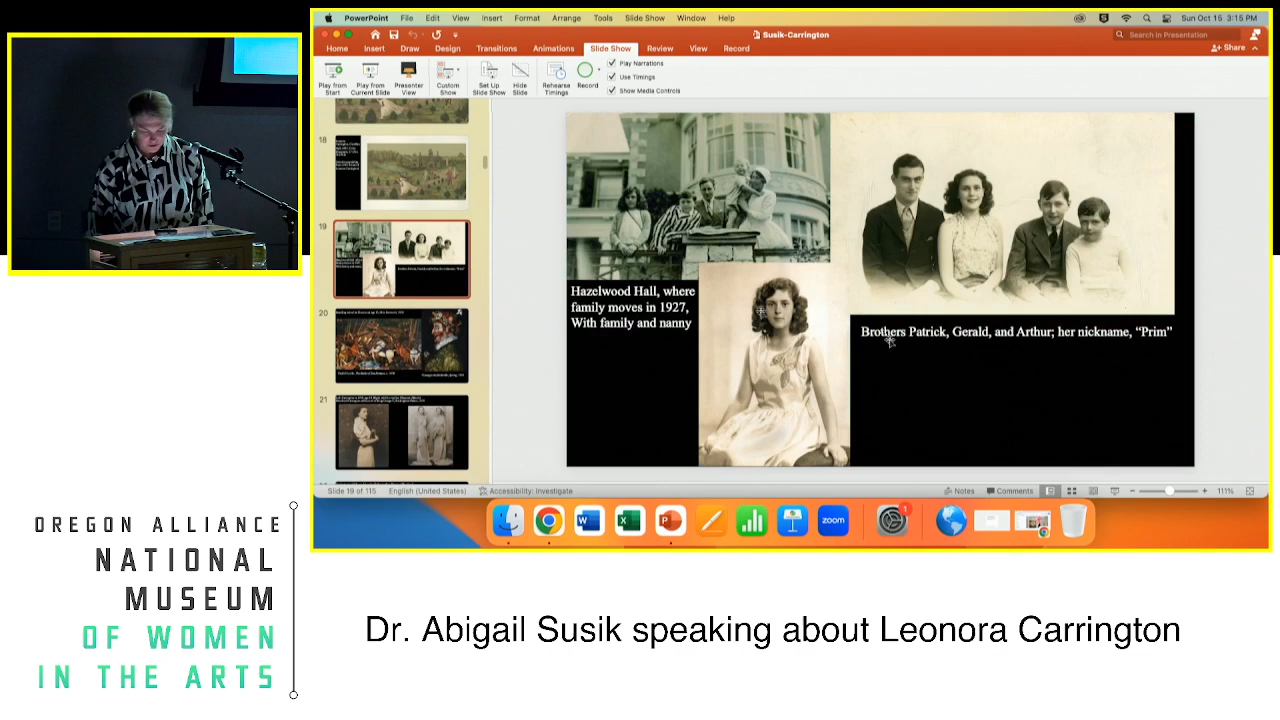 PowerPoint File Edit View Insert Format Arrange Tools Slide Show Window Help
Sun Oct 15 3:15 PM
Susik-Carrington
Search in Presentation
Home Insert Draw Design Transitions Animations Slide Show Review View Record
Share
Play from Start
Play from Current Slide
Presenter View
Custom Show
Set Up Slide Show
Hide Slide
Rehearse Timings
Record
Play Narrations
Use Timings
Show Media Controls
18
19
20
21
Hazelwood Hall, where
family moves in 1927,
With family and nanny
Brothers Patrick, Gerald, and Arthur; her nickname, “Prim”
Slide 19 of 115 English (United States) Accessibility: Investigate
Notes Comments 111%
zoom
1
OREGON ALLIANCE
NATIONAL
MUSEUM
OF WOMEN
IN THE ARTS
Dr. Abigail Susik speaking about Leonora Carrington